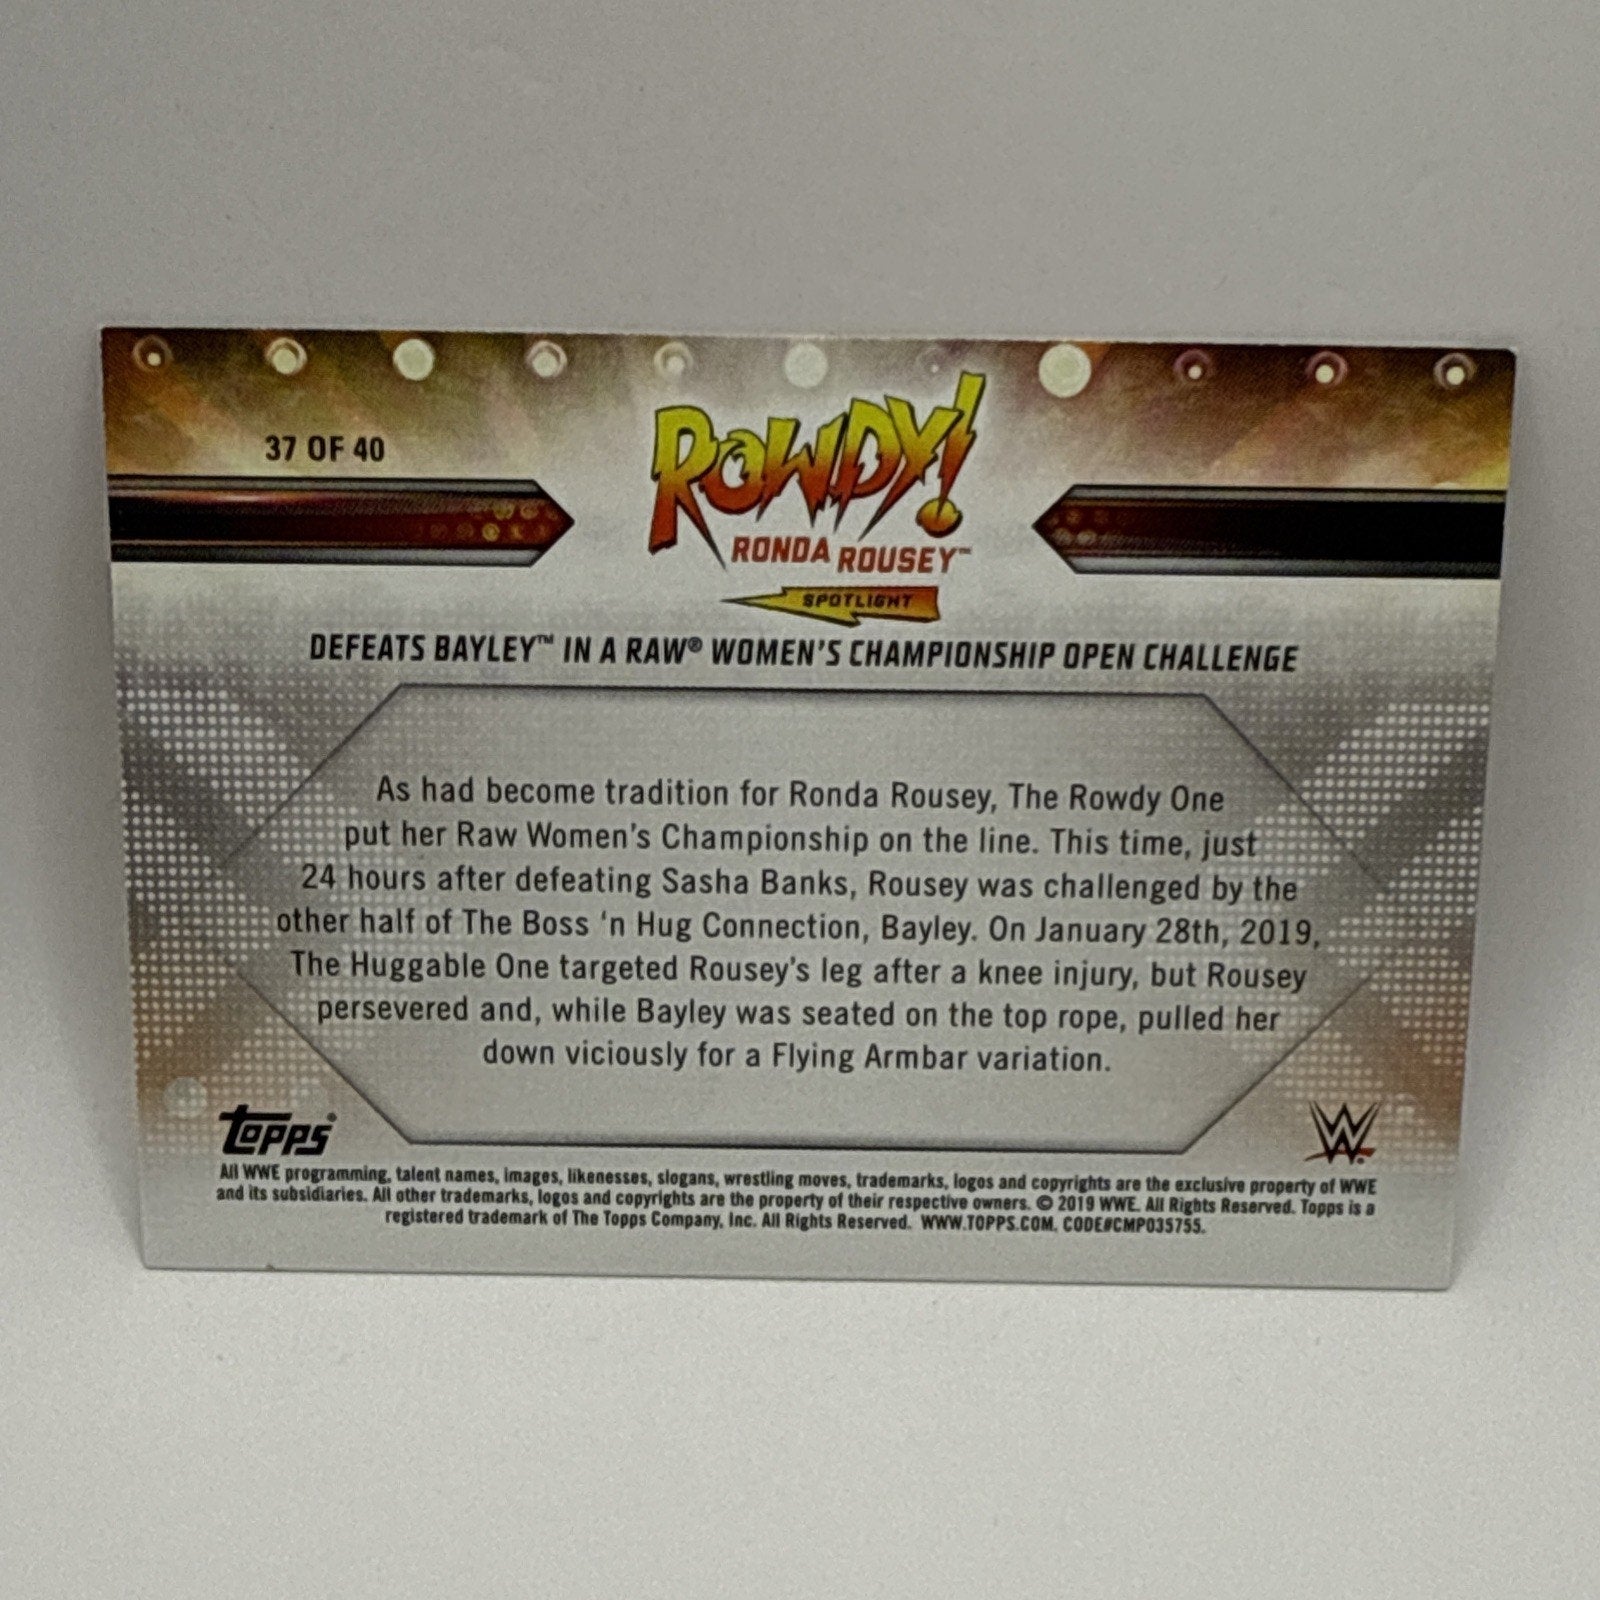 37 OF 40
ROWDY!
RONDA ROUSEY™
SPOTLIGHT
DEFEATS BAYLEY™ IN A RAW® WOMEN'S CHAMPIONSHIP OPEN CHALLENGE
As had become tradition for Ronda Rousey, The Rowdy One
put her Raw Women's Championship on the line. This time, just
24 hours after defeating Sasha Banks, Rousey was challenged by the
other half of The Boss 'n Hug Connection, Bayley. On January 28th, 2019,
The Huggable One targeted Rousey's leg after a knee injury, but Rousey
persevered and, while Bayley was seated on the top rope, pulled her
down viciously for a Flying Armbar variation.
Topps®
W
All WWE programming, talent names, images, likenesses, slogans, wrestling moves, trademarks, logos and copyrights are the exclusive property of WWE
and its subsidiaries. All other trademarks, logos and copyrights are the property of their respective owners. © 2019 WWE. All Rights Reserved. Topps is a
registered trademark of The Topps Company, Inc. All Rights Reserved. WWW.TOPPS.COM. CODE#CMP035755.